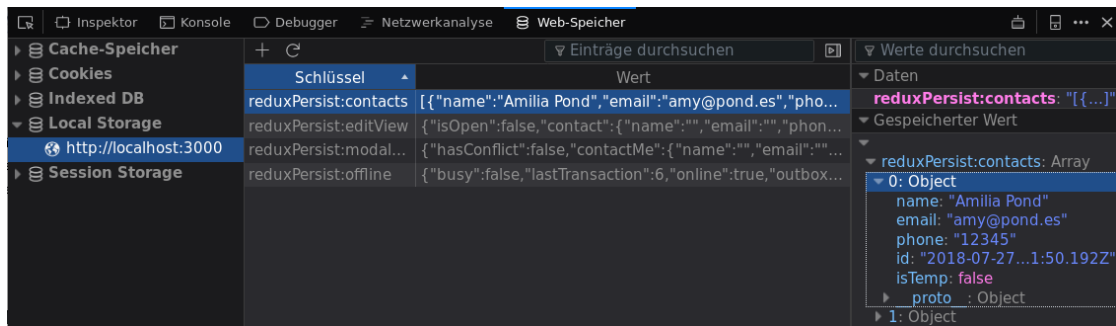 Inspektor Konsole Debugger Netzwerkanalyse Web-Speicher
Cache-Speicher
Cookies
Indexed DB
Local Storage
http://localhost:3000
Session Storage
Einträge durchsuchen
Schlüssel Wert
reduxPersist:contacts [{"name":"Amilia Pond","email":"amy@pond.es","pho...
reduxPersist:editView {"isOpen":false,"contact":{"name":"","email":"","phon...
reduxPersist:modal... {"hasConflict":false,"contactMe":{"name":"","email":""...
reduxPersist:offline {"busy":false,"lastTransaction":6,"online":true,"outbox...
Werte durchsuchen
Daten
reduxPersist:contacts: "[{...]"
Gespeicherter Wert
reduxPersist:contacts: Array
0: Object
name: "Amilia Pond"
email: "amy@pond.es"
phone: "12345"
id: "2018-07-27...1:50.192Z"
isTemp: false
__proto__: Object
1: Object